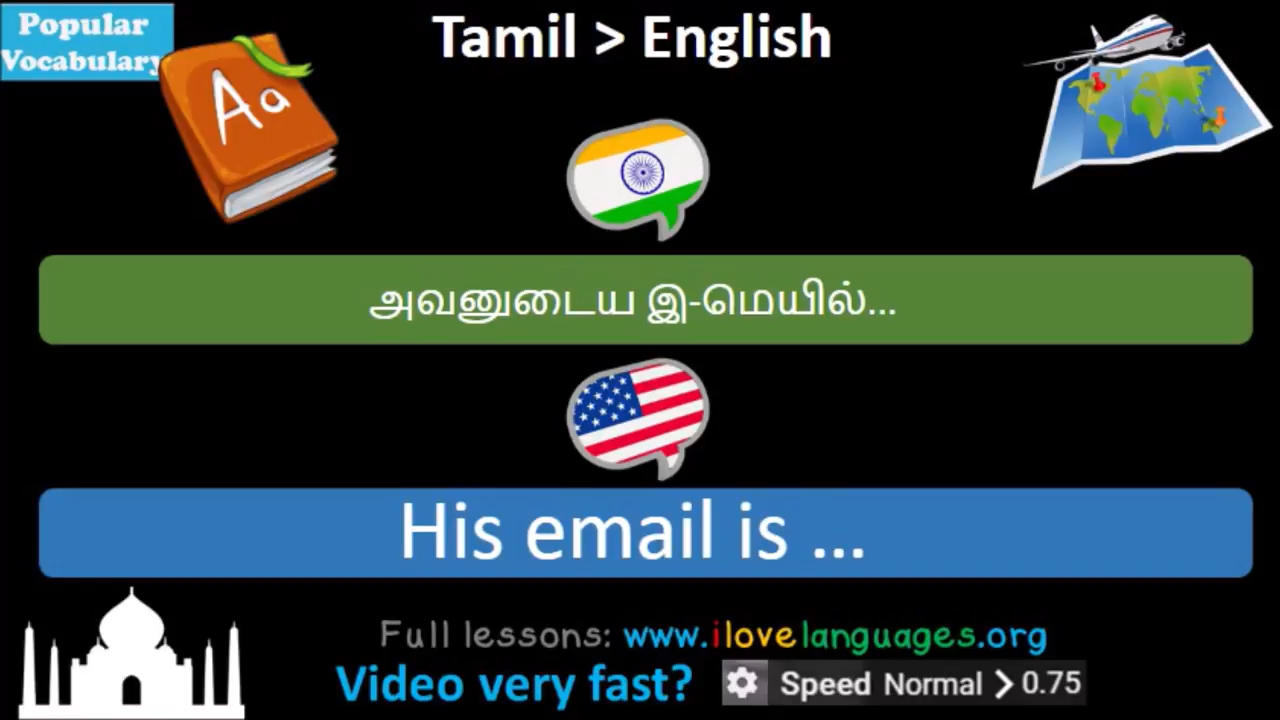 Popular
Vocabulary
Tamil > English
Aa
அவனுடைய இ-மெயில்...
His email is ...
Full lessons: www.ilovelanguages.org
Video very fast? Speed Normal > 0.75